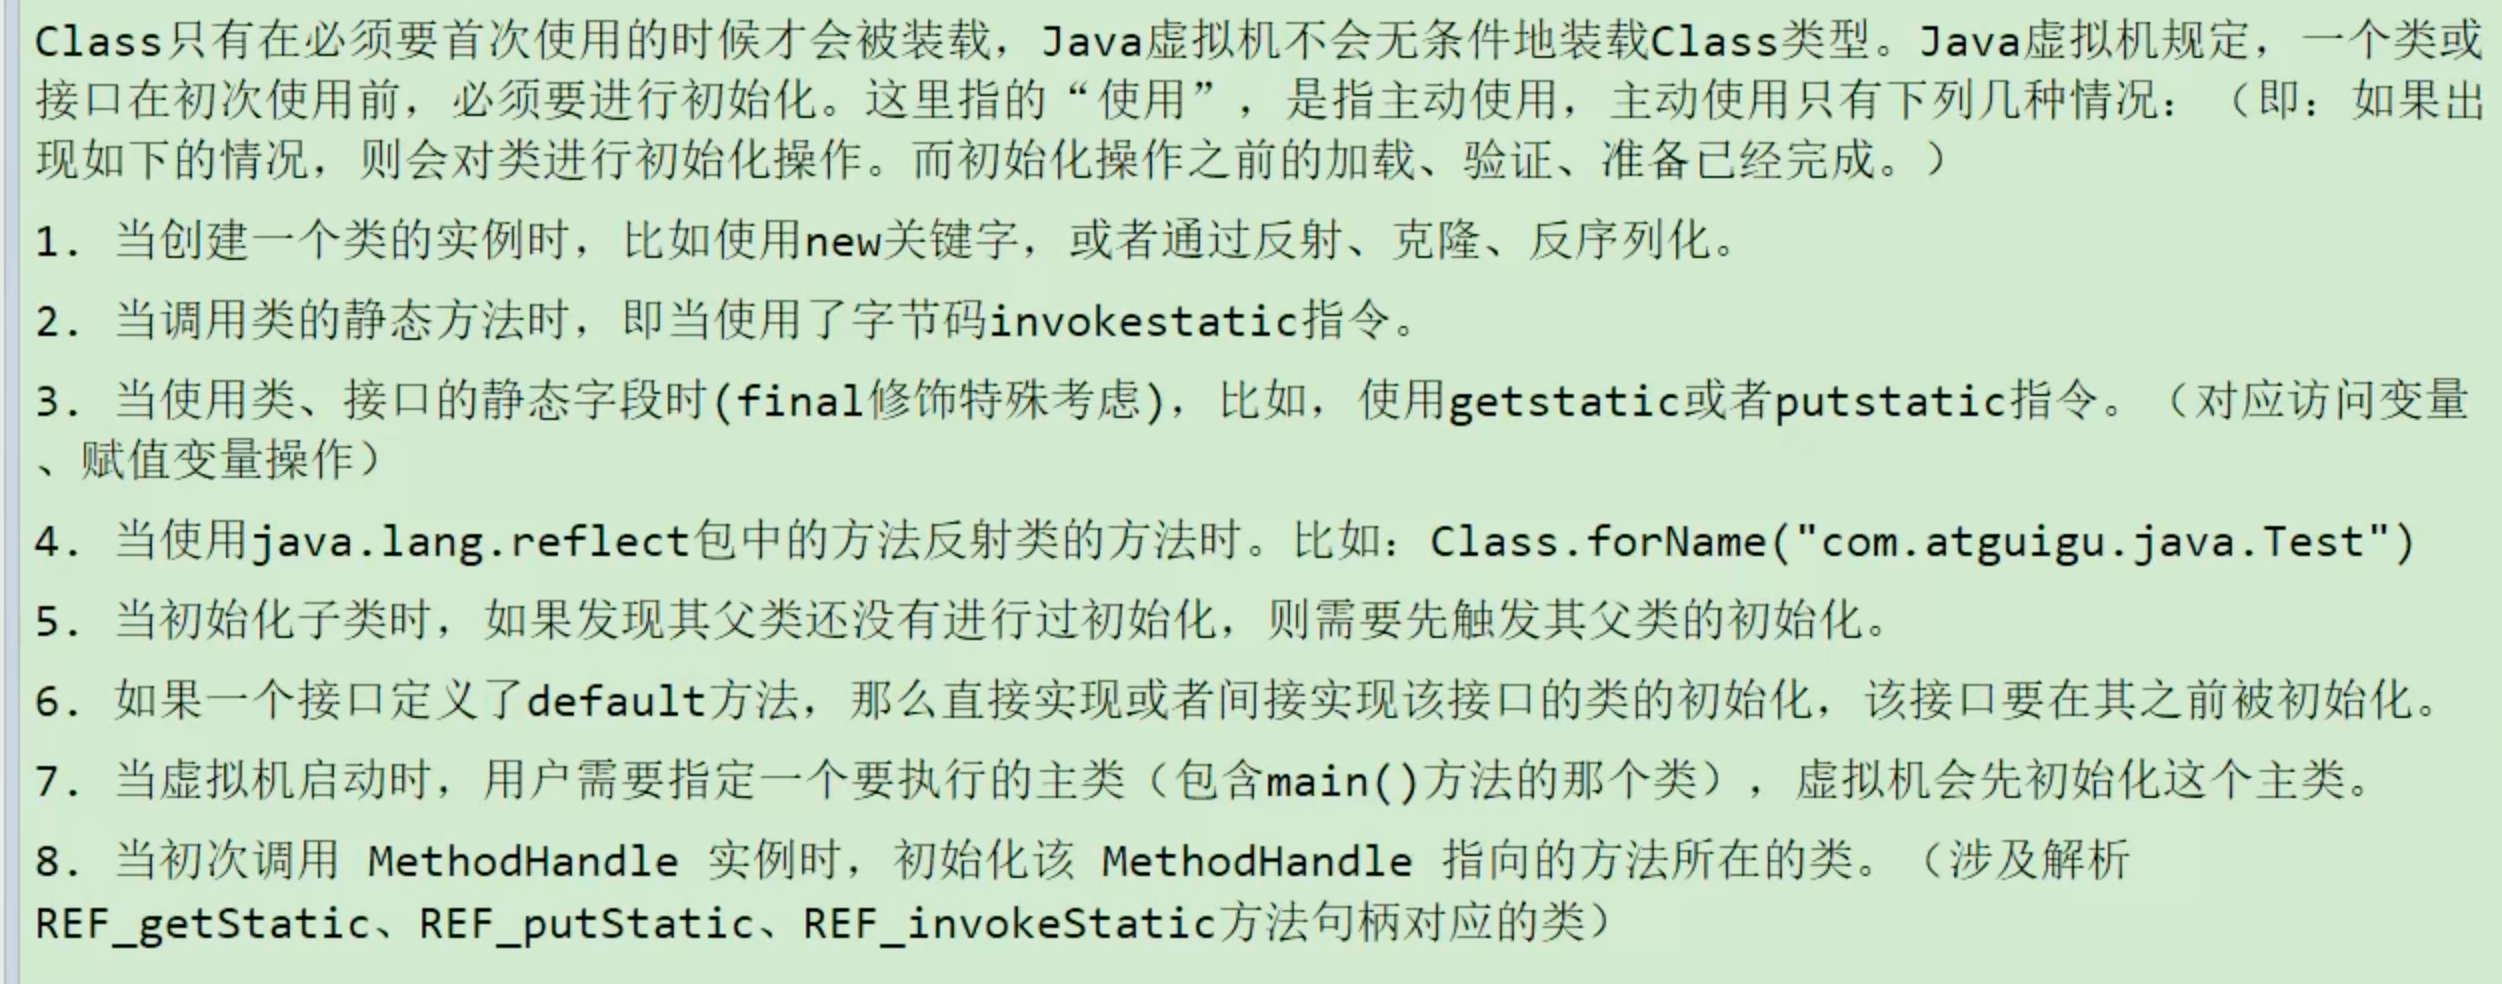 Class只有在必须要首次使用的时候才会被装载，Java虚拟机不会无条件地装载Class类型。Java虚拟机规定，一个类或
接口在初次使用前，必须要进行初始化。这里指的“使用”，是指主动使用，主动使用只有下列几种情况：（即：如果出
现如下的情况，则会对类进行初始化操作。而初始化操作之前的加载、验证、准备已经完成。）
1. 当创建一个类的实例时，比如使用new关键字，或者通过反射、克隆、反序列化。
2. 当调用类的静态方法时，即当使用了字节码invokestatic指令。
3. 当使用类、接口的静态字段时(final修饰特殊考虑)，比如，使用getstatic或者putstatic指令。（对应访问变量
、赋值变量操作）
4. 当使用java.lang.reflect包中的方法反射类的方法时。比如：Class.forName("com.atguigu.java.Test")
5. 当初始化子类时，如果发现其父类还没有进行过初始化，则需要先触发其父类的初始化。
6. 如果一个接口定义了default方法，那么直接实现或者间接实现该接口的类的初始化，该接口要在其之前被初始化。
7. 当虚拟机启动时，用户需要指定一个要执行的主类（包含main()方法的那个类），虚拟机会先初始化这个主类。
8. 当初次调用 MethodHandle 实例时，初始化该 MethodHandle 指向的方法所在的类。（涉及解析
REF_getStatic、REF_putStatic、REF_invokeStatic方法句柄对应的类）